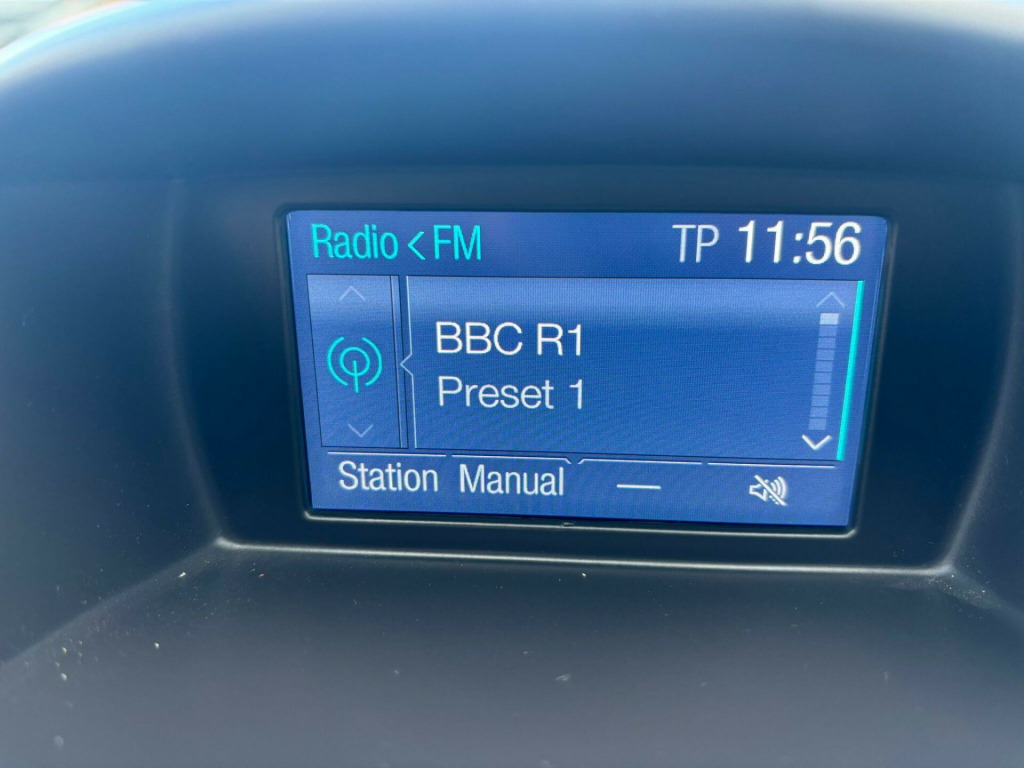 Radio < FM TP 11:56
BBC R1
Preset 1
Station Manual —